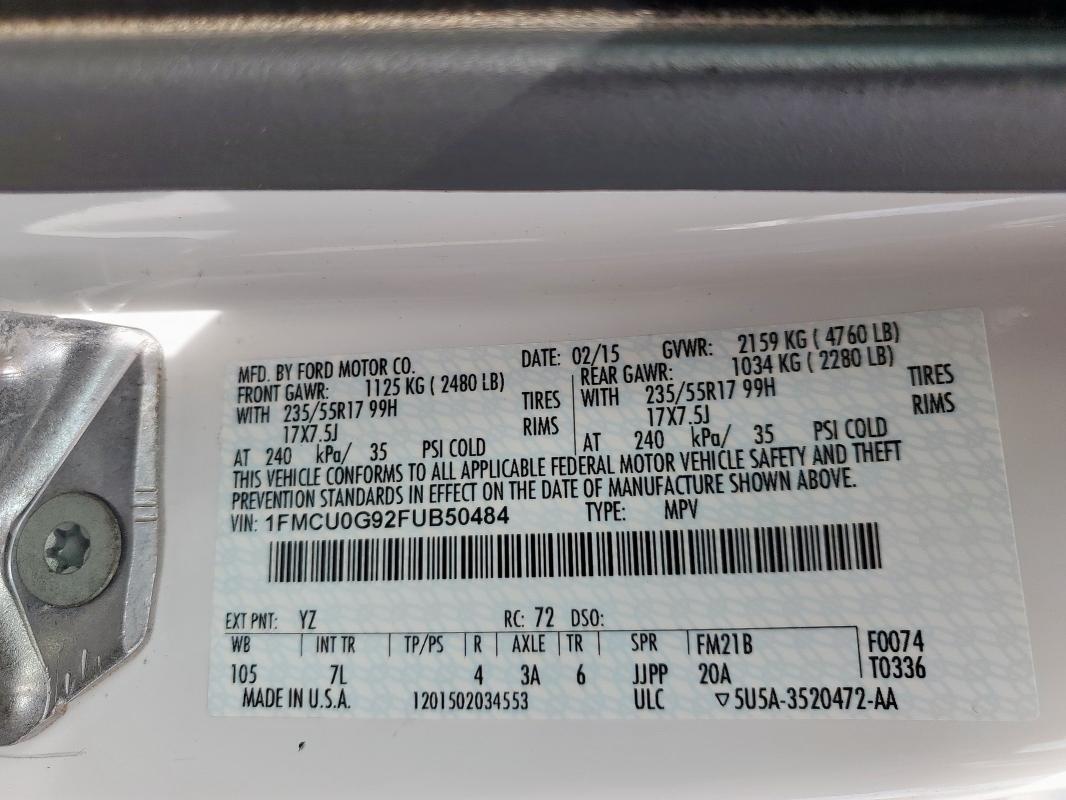 MFD. BY FORD MOTOR CO. DATE: 02/15 GVWR: 2159 KG ( 4760 LB)
FRONT GAWR: 1125 KG ( 2480 LB) REAR GAWR: 1034 KG ( 2280 LB)
WITH 235/55R17 99H TIRES WITH 235/55R17 99H TIRES
17X7.5J RIMS 17X7.5J RIMS
AT 240 kPa/ 35 PSI COLD AT 240 kPa/ 35 PSI COLD
THIS VEHICLE CONFORMS TO ALL APPLICABLE FEDERAL MOTOR VEHICLE SAFETY AND THEFT
PREVENTION STANDARDS IN EFFECT ON THE DATE OF MANUFACTURE SHOWN ABOVE.
VIN: 1FMCU0G92FUB50484 TYPE: MPV
EXT PNT: YZ RC: 72 DSO:
WB INT TR TP/PS R AXLE TR SPR FM21B F0074
105 7L 4 3A 6 JJPP 20A T0336
MADE IN U.S.A. 1201502034553 ULC ▽5U5A-3520472-AA